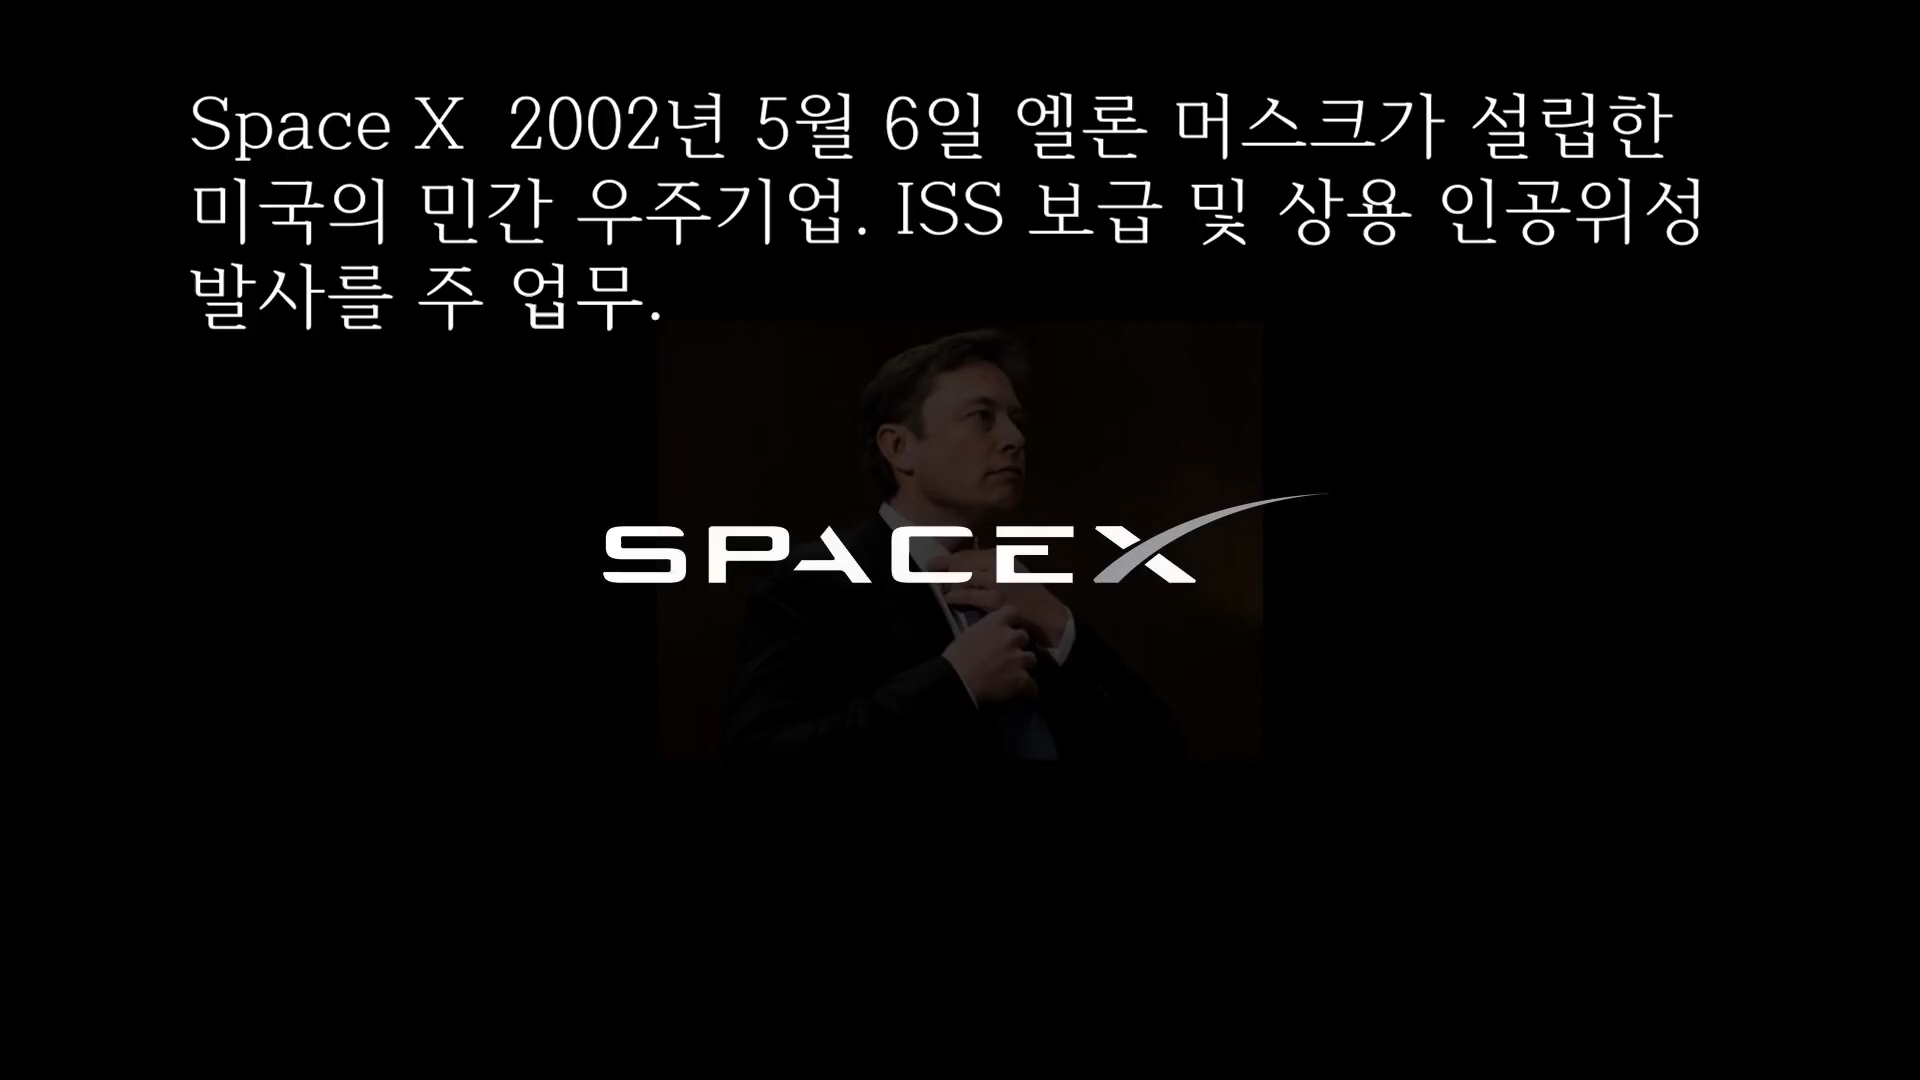 Space X  2002년 5월 6일 엘론 머스크가 설립한
미국의 민간 우주기업. ISS 보급 및 상용 인공위성
발사를 주 업무.
SPACEX